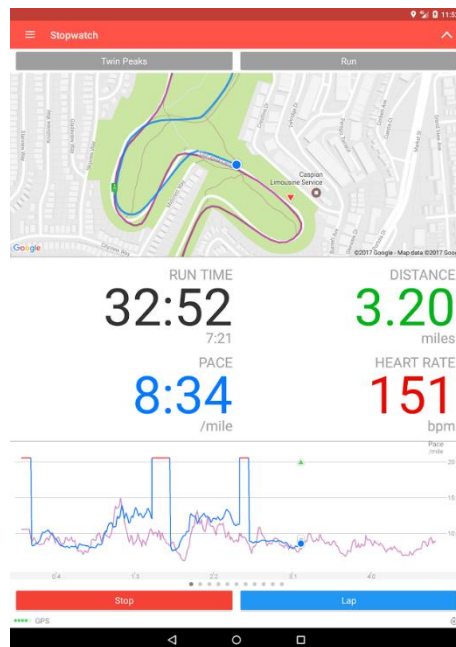 11:5
Stopwatch
Twin Peaks
Run
Caspian
Limousine Service
Google
©2017 Google - Map data ©2017 Goo
RUN TIME
DISTANCE
32:52
3.20
7:21
miles
PACE
HEART RATE
8:34
151
/mile
bpm
Pace
/mile
20
15
10
0.4
1.3
2.2
3.1
4.0
Stop
Lap
GPS